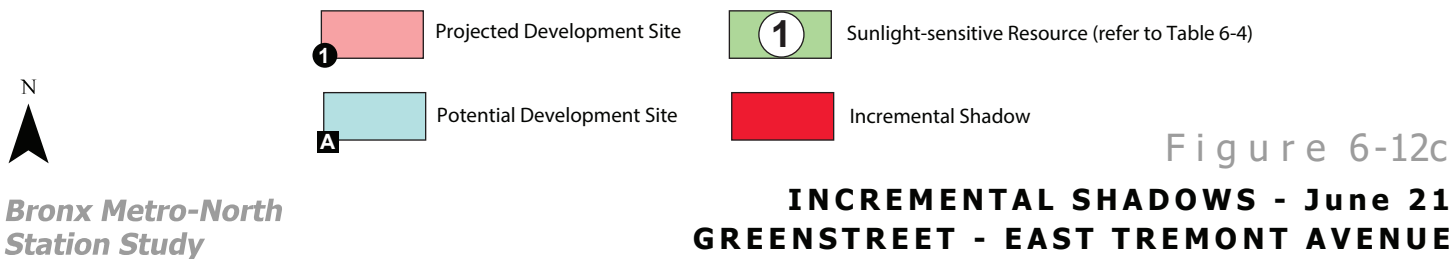 Projected Development Site
1
1
Sunlight-sensitive Resource (refer to Table 6-4)
N
Potential Development Site
A
Incremental Shadow
Figure 6-12c
Bronx Metro-North
Station Study
INCREMENTAL SHADOWS - June 21
GREENSTREET - EAST TREMONT AVENUE